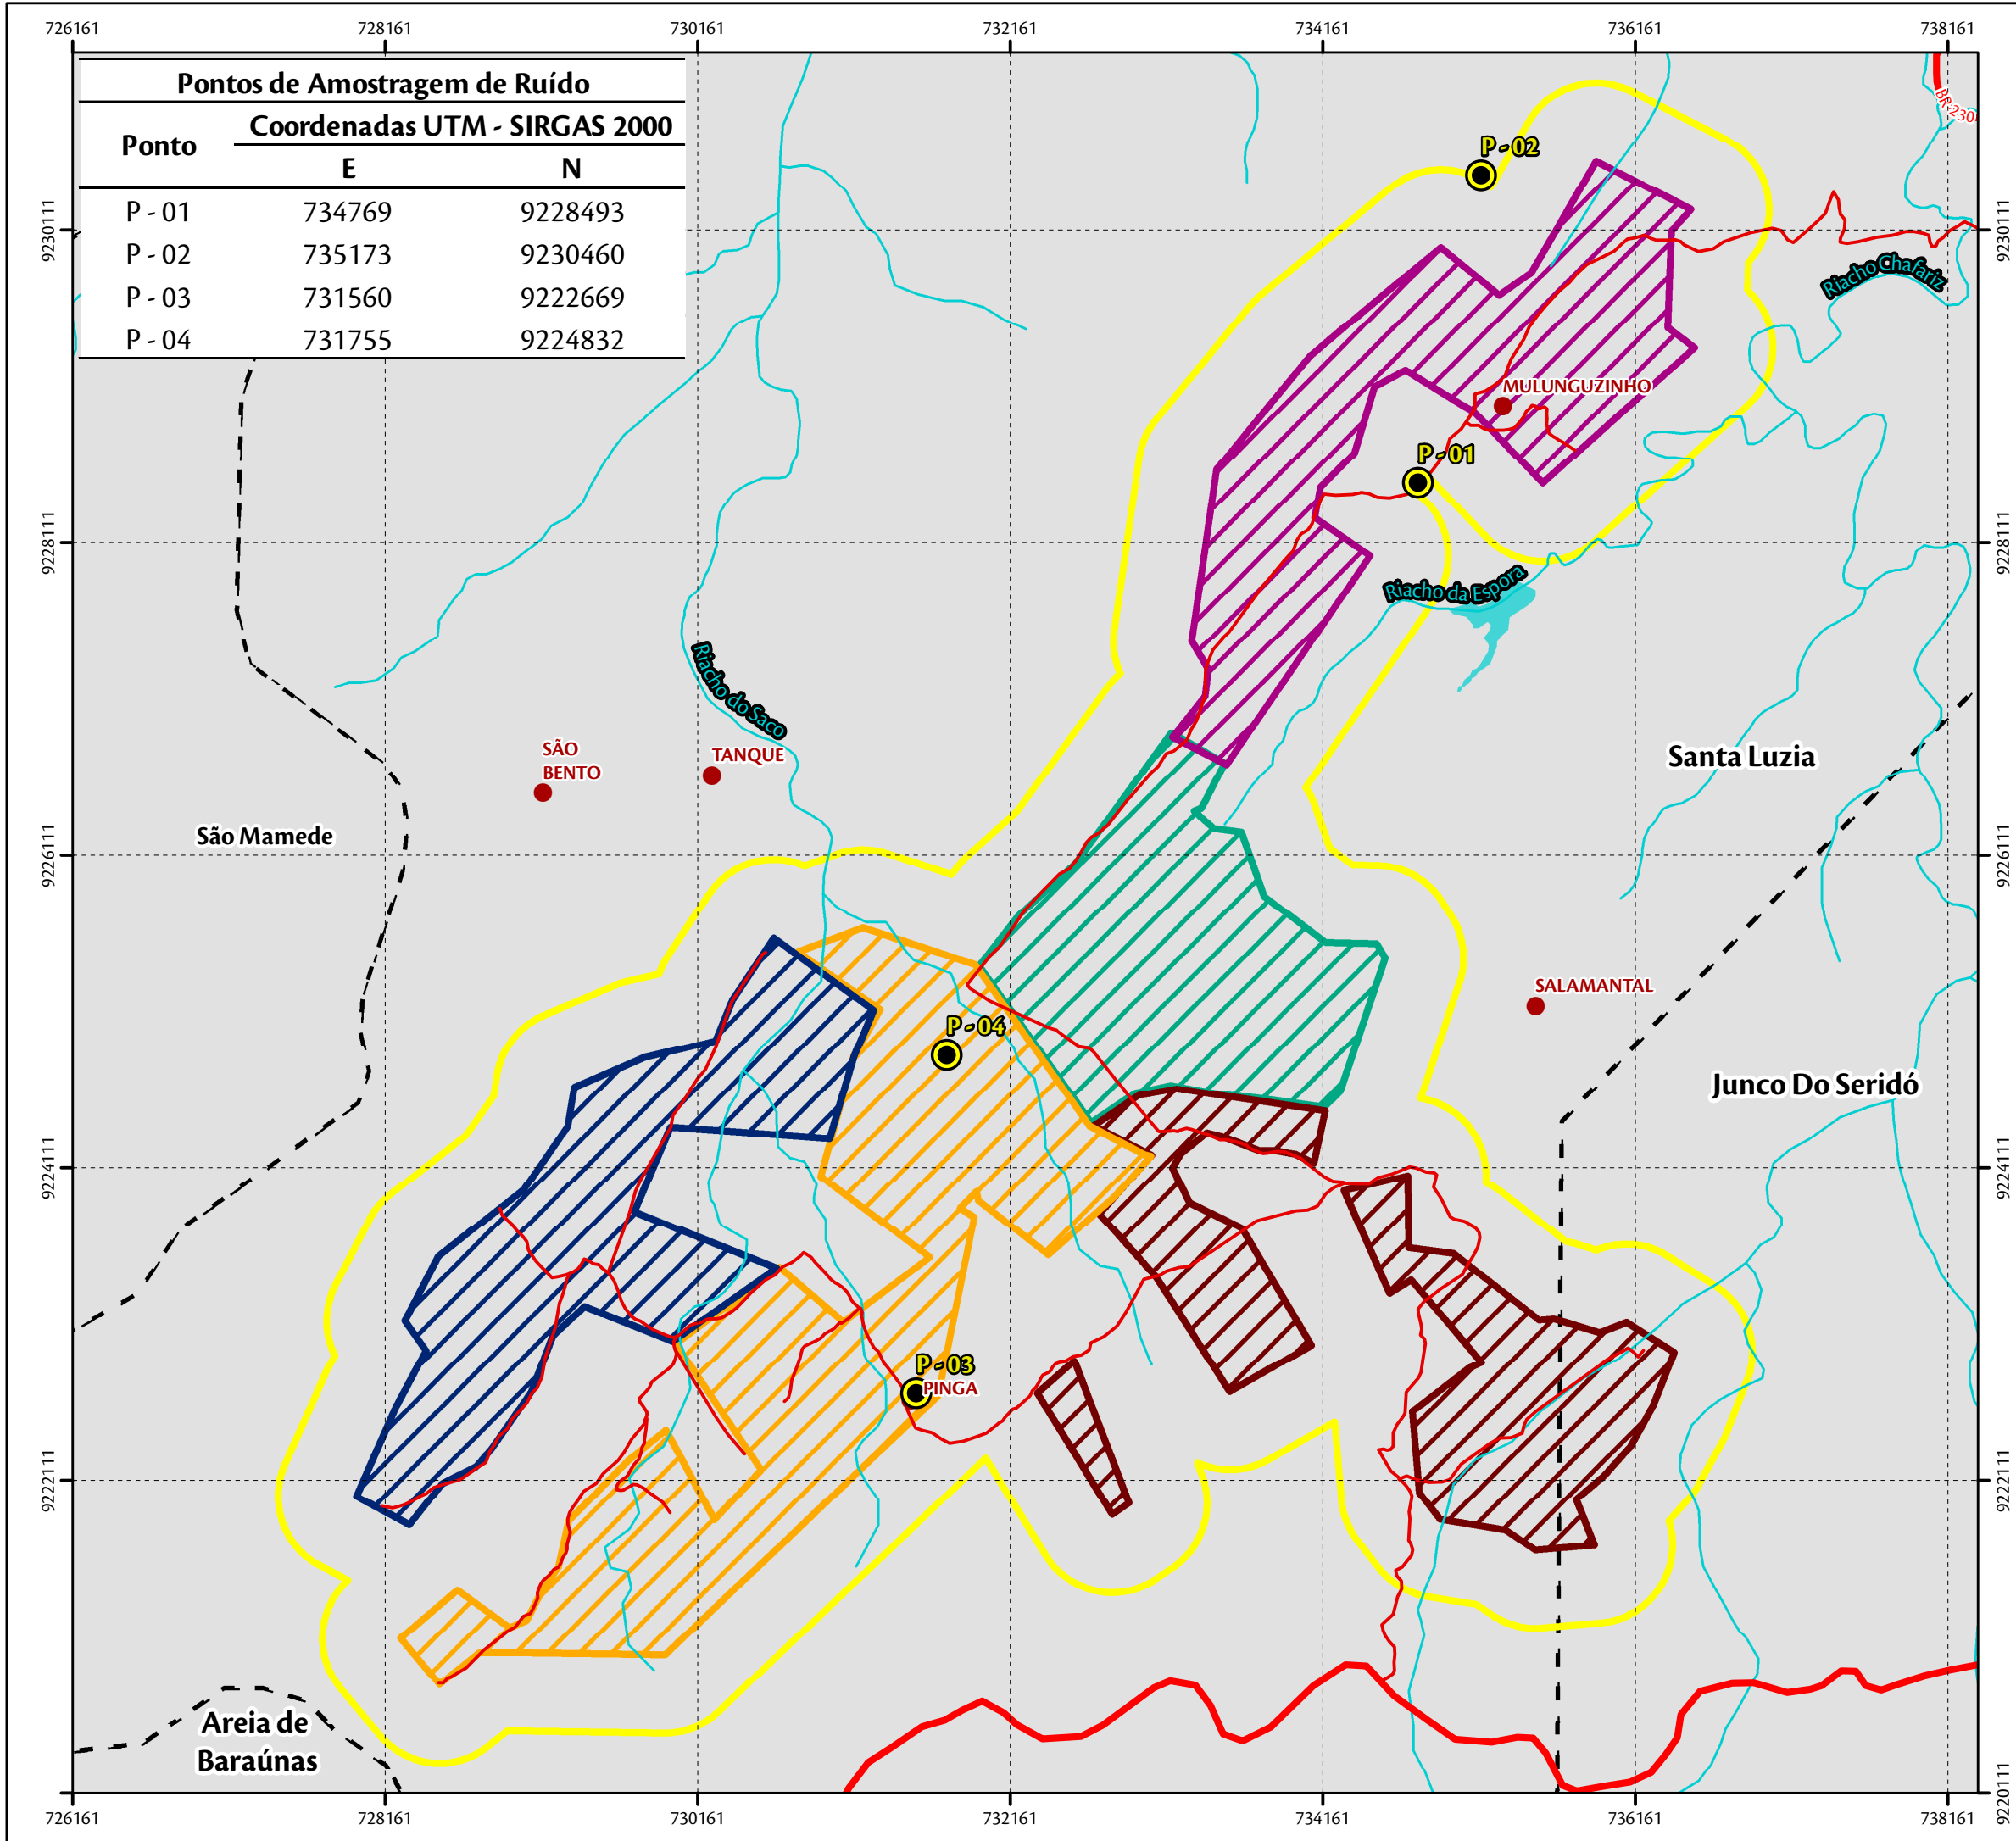 726161 728161 730161 732161 734161 736161 738161
Pontos de Amostragem de Ruído
Ponto
Coordenadas UTM - SIRGAS 2000
E N
P - 01 734769 9228493
P - 02 735173 9230460
P - 03 731560 9222669
P - 04 731755 9224832
BR-230
P - 02
9230111
9230111
Riacho Chafariz
MULUNGUZINHO
P - 01
9228111
9228111
Riacho da Espora
Riacho do Saco
SÃO
BENTO
TANQUE
Santa Luzia
São Mamede
9226111
9226111
SALAMANTAL
P - 04
Junco Do Seridó
9224111
9224111
P - 03
PINGA
9222111
9222111
Areia de
Baraúnas
9220111
726161 728161 730161 732161 734161 736161 738161